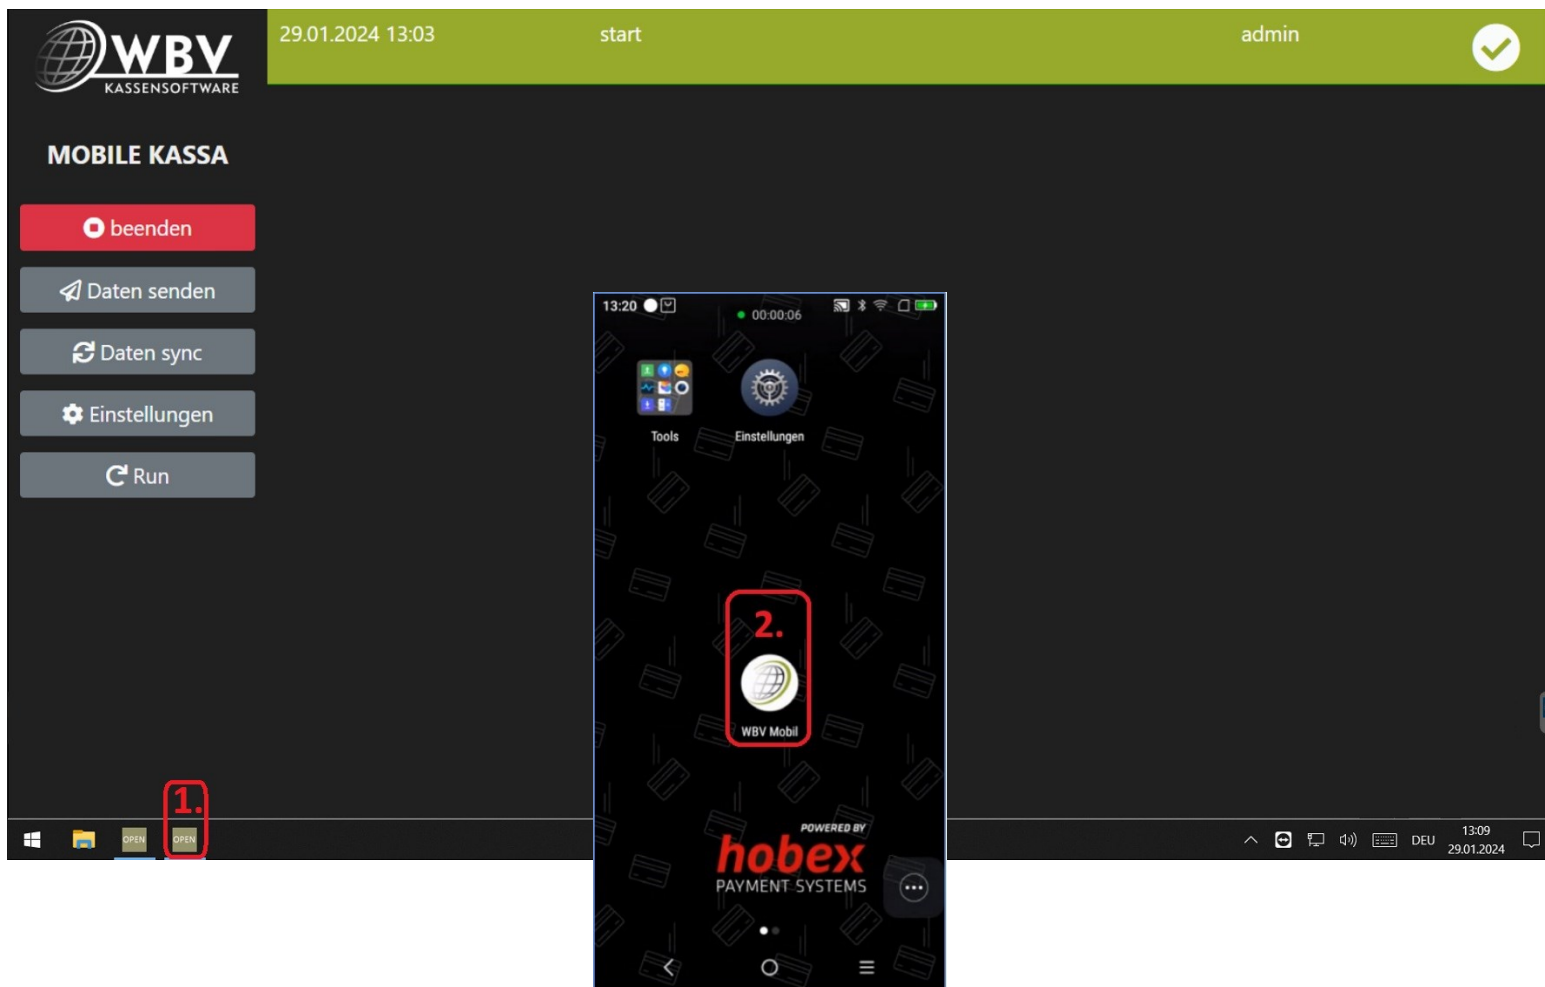 WBV
KASSENSOFTWARE
29.01.2024 13:03
start
admin
MOBILE KASSA
beenden
Daten senden
Daten sync
Einstellungen
Run
13:20
00:00:06
Tools
Einstellungen
2.
WBV Mobil
POWERED BY
hobex
PAYMENT SYSTEMS
1.
OPEN
OPEN
DEU
13:09
29.01.2024